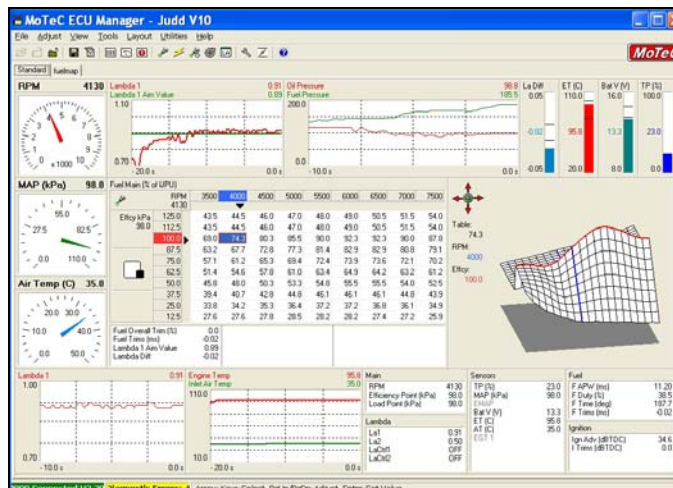 MoTeC ECU Manager - Judd V10
File Adjust View Tools Layout Utilities Help
MoTeC
Standard fuelmap
RPM 4130
0 1 2 3 4 5 6 7 8 9 10
x1000
Lambda 1 0.91
Lambda 1 Aim Value 0.89
1.10
0.70
-20.0 s 0.0 s
Oil Pressure 98.8
Fuel Pressure 185.5
200.0
0.0
-10.0 s 0.0 s
La Diff
0.05
-0.02
-0.05
ET (C)
110.0
95.8
20.0
Bat V (V)
16.0
13.3
8.0
TP (%)
100.0
23.0
0.0
MAP (kPa) 98.0
55.0
27.5 82.5
0.0
Air Temp (C) 35.0
20.0 30.0
10.0 40.0
0.0 50.0
Fuel Main (% of UPU)
RPM 3500 4000 4500 5000 5500 6000 6500 7000 7500
4130
Effcy kPa
98.0
125.0 43.5 44.5 46.0 47.0 48.0 49.0 50.5 51.5 54.0
112.5 43.5 44.5 46.0 47.0 48.0 49.0 50.5 51.5 54.0
100.0 69.0 74.3 80.3 85.5 90.0 92.3 92.3 90.0 87.8
87.5 63.2 67.7 72.8 77.3 81.4 82.9 82.9 80.8 79.1
75.0 57.1 61.2 65.3 69.4 72.4 73.9 73.6 72.1 70.2
62.5 51.4 54.6 57.8 61.0 63.4 64.9 64.2 63.2 61.2
50.0 45.8 48.0 50.3 53.3 54.8 55.5 55.5 54.0 52.5
37.5 39.4 40.7 42.8 44.8 46.1 46.1 46.1 44.8 43.9
25.0 33.8 34.2 35.3 36.4 37.2 37.2 36.8 36.1 34.9
12.5 27.6 27.6 27.8 28.5 28.2 28.2 27.4 27.2 25.9
Fuel Overall Trim (%) 0.0
Fuel Trims (ms) -0.02
Lambda 1 Aim Value 0.89
Lambda Diff -0.02
Table:
74.3
RPM:
4000
Effcy:
100.0
Lambda 1 0.91
1.00
0.70
-10.0 s 0.0 s
Engine Temp 95.8
Inlet Air Temp 35.0
110.0
10.0
-20.0 s 0.0 s
Main
RPM 4130
Efficiency Point (kPa) 98.0
Load Point (kPa) 98.0
Lambda
La1 0.91
La2 0.50
LaCtrl1 OFF
LaCtrl2 OFF
Sensors
TP (%) 23.0
MAP (kPa) 98.0
EMAP
Bat V (V) 13.3
ET (C) 95.8
AT (C) 35.0
EGT 1
Fuel
F APW (ms) 11.20
F Duty (%) 38.5
F Time (deg) 187.7
F Trims (ms) -0.02
Ignition
Ign Adv (dBTDC) 34.6
I Trims (dBTDC) 0.0